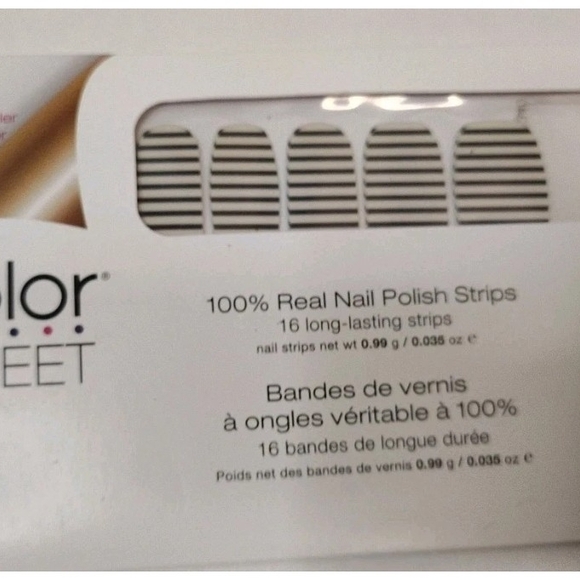 ler
lor®
EET
100% Real Nail Polish Strips
16 long-lasting strips
nail strips net wt 0.99 g / 0.035 oz e
Bandes de vernis
à ongles véritable à 100%
16 bandes de longue durée
Poids net des bandes de vernis 0.99 g / 0.035 oz e